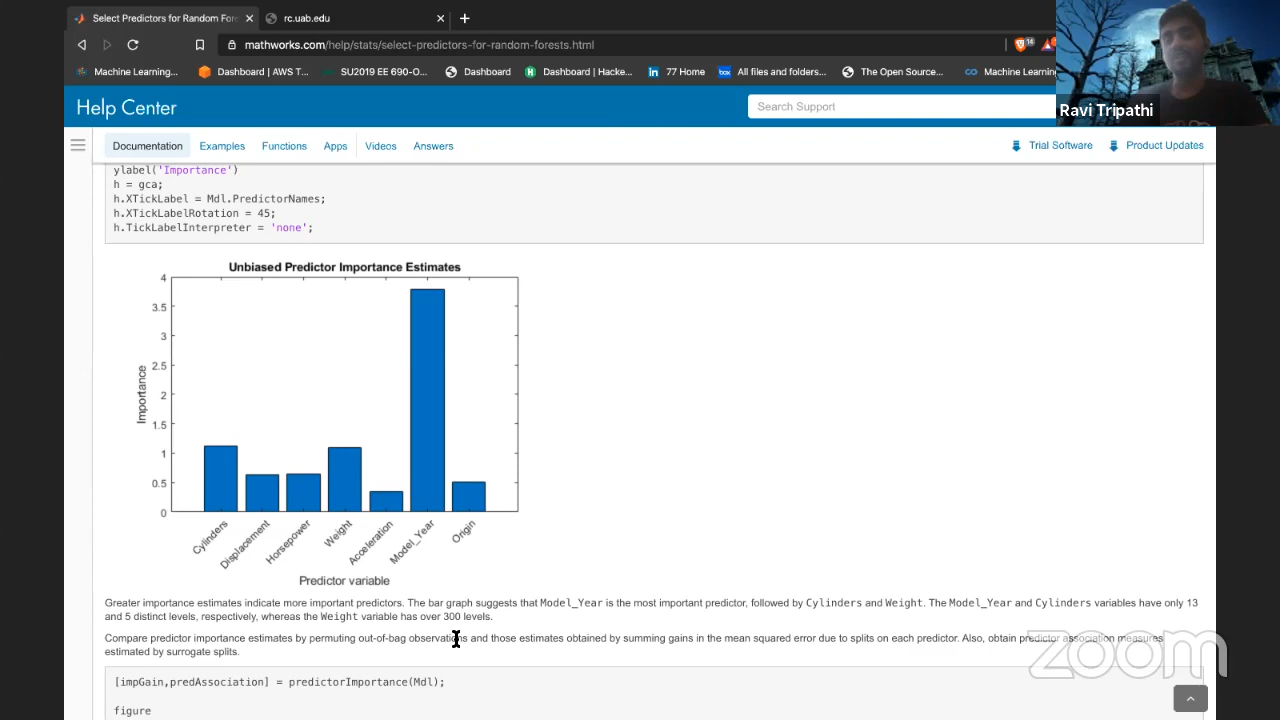 Select Predictors for Random For
rc.uab.edu
mathworks.com/help/stats/select-predictors-for-random-forests.html
14
Machine Learning...
Dashboard | AWS T...
SU2019 EE 690-O...
Dashboard
Dashboard | Hacke...
77 Home
All files and folders...
The Open Source...
Machine Learning
Ravi Tripathi
Help Center
Search Support
Documentation
Examples
Functions
Apps
Videos
Answers
Trial Software
Product Updates
ylabel('Importance')
h = gca;
h.XTickLabel = Mdl.PredictorNames;
h.XTickLabelRotation = 45;
h.TickLabelInterpreter = 'none';
Unbiased Predictor Importance Estimates
4
3.5
3
2.5
2
1.5
1
0.5
0
Importance
Cylinders
Displacement
Horsepower
Weight
Acceleration
Model_Year
Origin
Predictor variable
Greater importance estimates indicate more important predictors. The bar graph suggests that Model_Year is the most important predictor, followed by Cylinders and Weight. The Model_Year and Cylinders variables have only 13
and 5 distinct levels, respectively, whereas the Weight variable has over 300 levels.
Compare predictor importance estimates by permuting out-of-bag observations and those estimates obtained by summing gains in the mean squared error due to splits on each predictor. Also, obtain predictor association measures
estimated by surrogate splits.
[impGain,predAssociation] = predictorImportance(Mdl);
figure
zoom